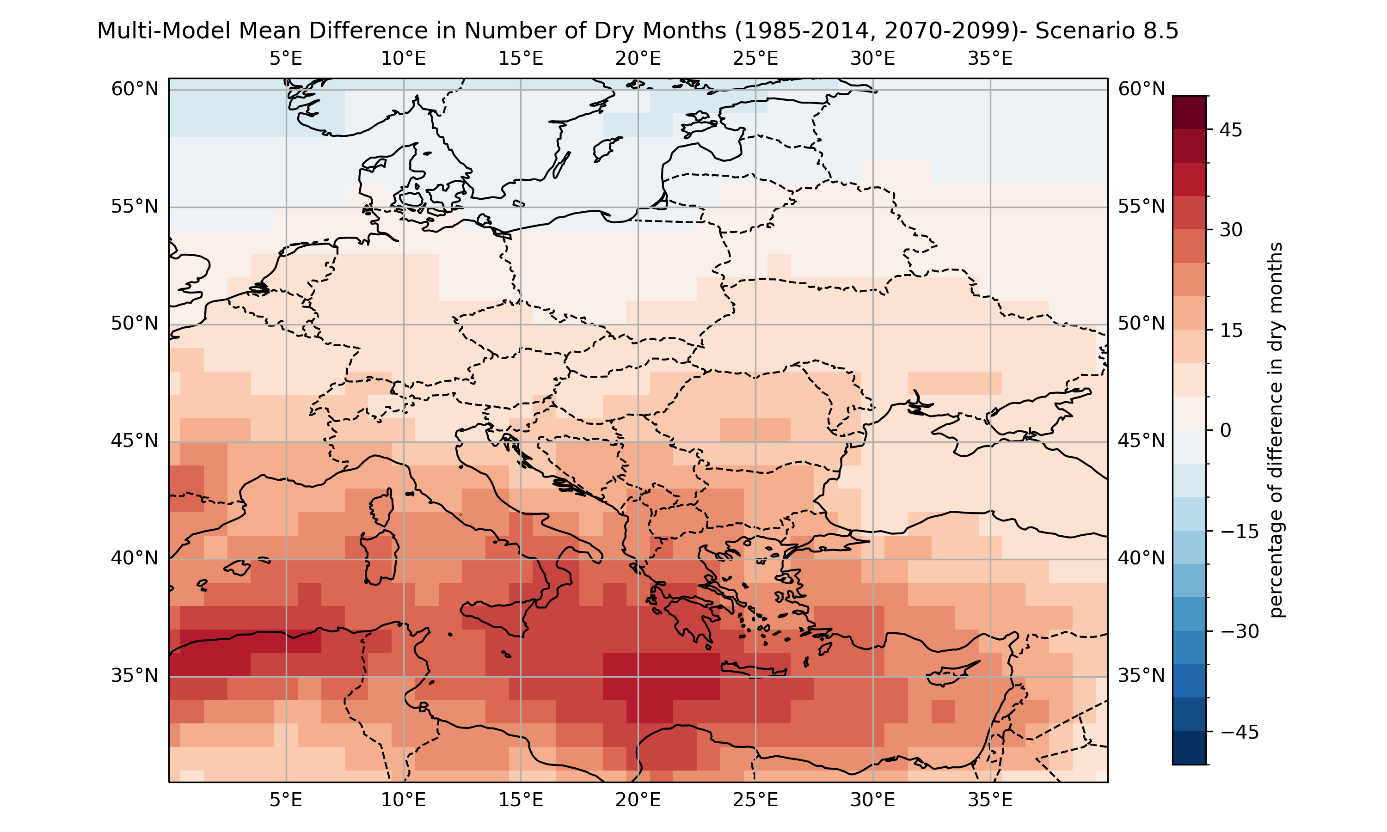 Multi-Model Mean Difference in Number of Dry Months (1985-2014, 2070-2099)- Scenario 8.5
5°E 10°E 15°E 20°E 25°E 30°E 35°E
60°N 60°N
55°N 55°N
50°N 50°N
45°N 45°N
40°N 40°N
35°N 35°N
5°E 10°E 15°E 20°E 25°E 30°E 35°E
45
30
15
0
−15
−30
−45
percentage of difference in dry months